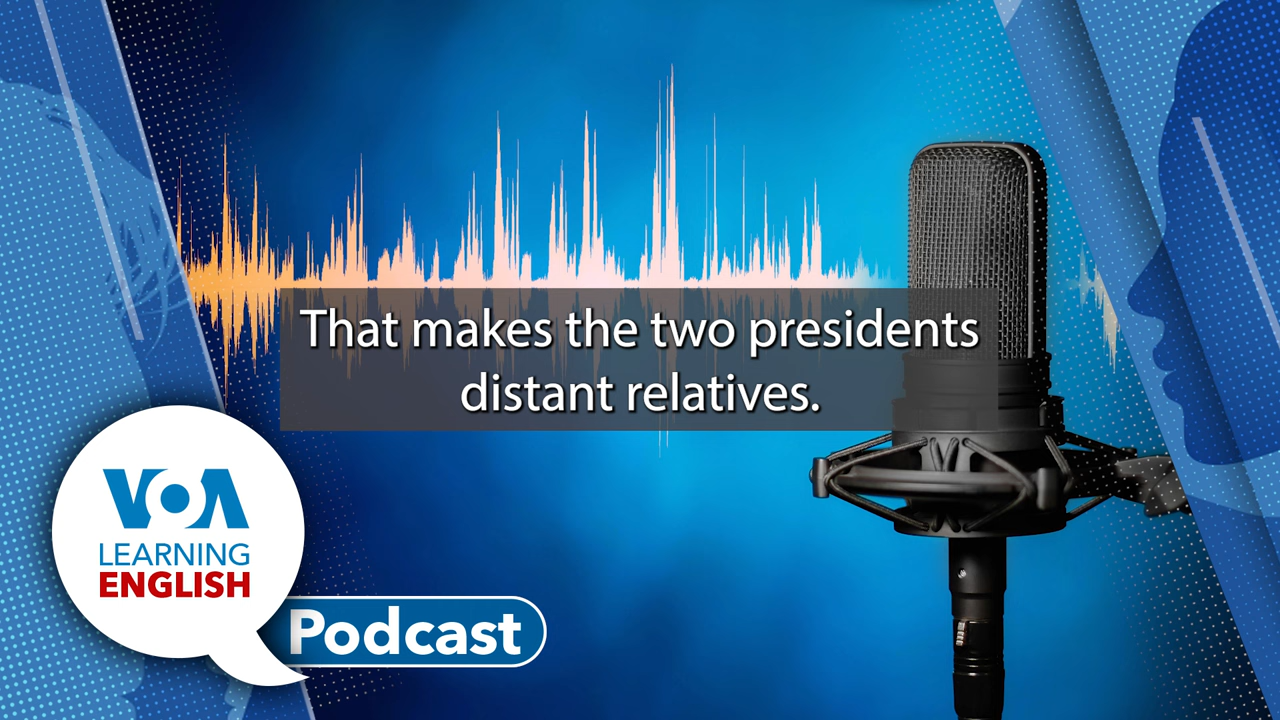 That makes the two presidents
distant relatives.
VOA
LEARNING
ENGLISH
Podcast